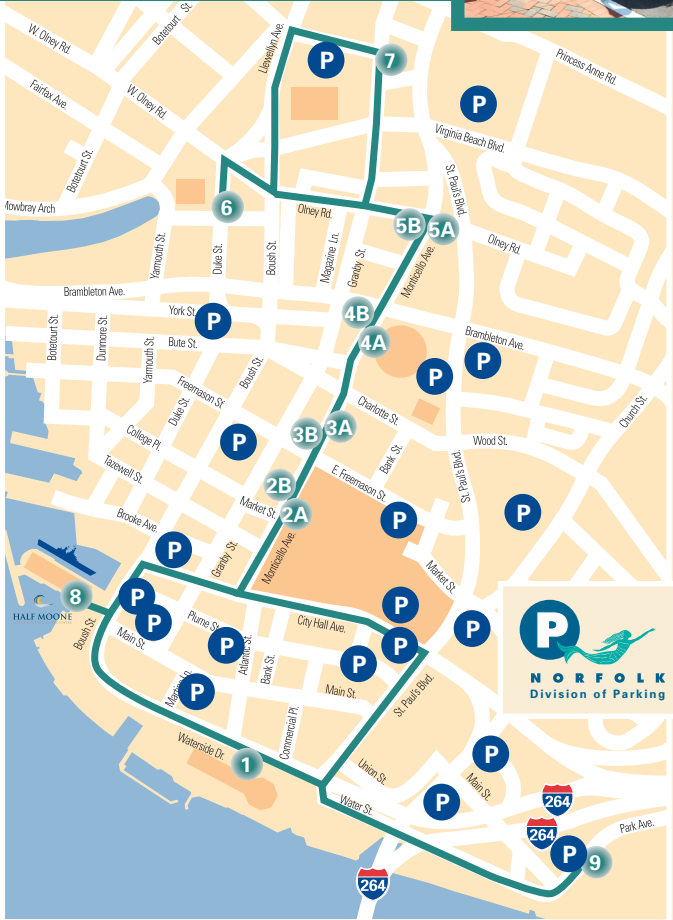 W. Olney Rd.
Botetourt St.
Llewellyn Ave.
P
7
Princess Anne Rd.
Fairfax Ave.
W. Olney Rd.
P
Virginia Beach Blvd.
Botetourt St.
St. Paul's Blvd.
Mowbray Arch
6
Olney Rd.
5B
5A
Olney Rd.
Yarmouth St.
Duke St.
Boush St.
Magazine Ln.
Granby St.
Monticello Ave.
Brambleton Ave.
York St.
P
4B
4A
Brambleton Ave.
Botetourt St.
Dunmore St.
Yarmouth St.
Bute St.
P
P
Boush St.
Freemason St.
Duke St.
Charlotte St.
Church St.
College Pl.
P
3B
3A
Wood St.
Bank St.
St. Paul's Blvd.
Tazewell St.
2B
E. Freemason St.
Market St.
2A
P
P
Brooke Ave.
P
Granby St.
Monticello Ave.
Market St.
8
HALF MOONE
P
P
P
Boush St.
Main St.
Plume St.
City Hall Ave.
P
P
P
Atlantic St.
Bank St.
P
Main St.
Martin's Ln.
P
St. Paul's Blvd.
P
NORFOLK
Division of Parking
Commercial Pl.
Waterside Dr.
1
Union St.
P
Main St.
Water St.
P
264
264
Park Ave.
P
9
264